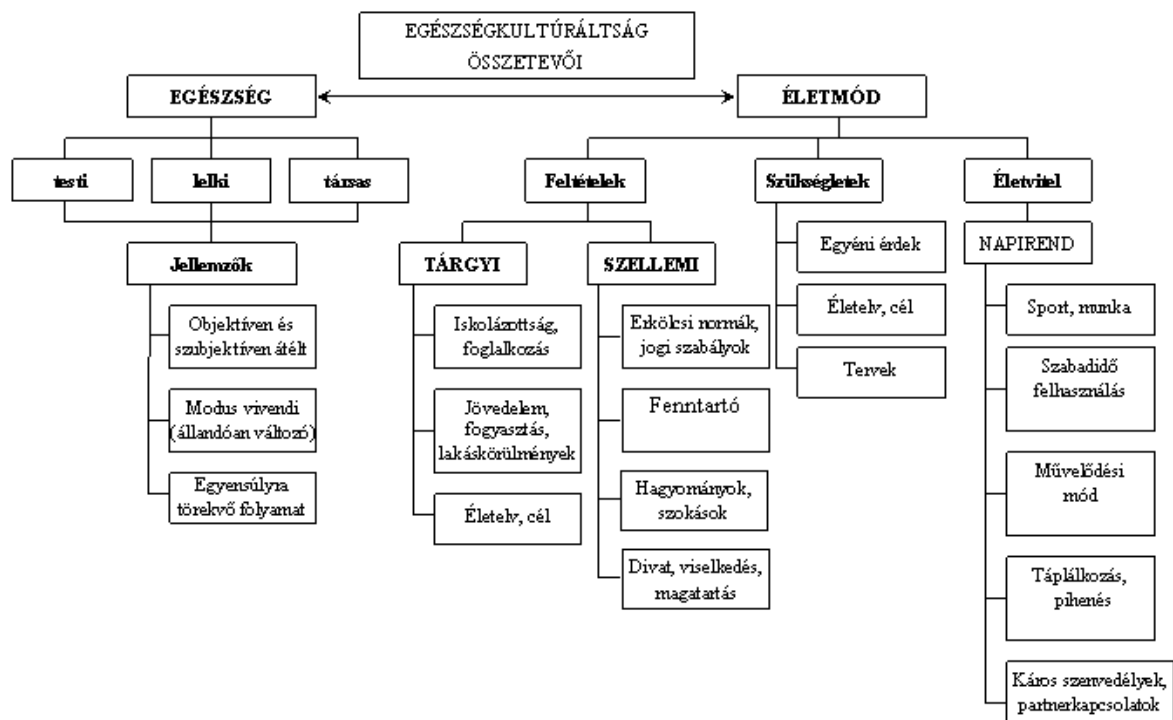 EGÉSZSÉGKULTÚRÁLTSÁG
ÖSSZETEVŐI
EGÉSZSÉG
ÉLETMÓD
testi
lelki
társas
Feltételek
Szükségletek
Életvitel
Jellemzők
TÁRGYI
SZELLEMI
NAPIREND
Objektíven és
szubjektíven átélt
Modus vivendi
(állandóan változó)
Egyensúlyra
törekvő folyamat
Iskolázottság,
foglalkozás
Jövedelem,
fogyasztás,
lakáskörülmények
Életelv, cél
Erkölcsi normák,
jogi szabályok
Fenntartó
Hagyományok,
szokások
Divat, viselkedés,
magatartás
Egyéni érdek
Életelv, cél
Tervek
Sport, munka
Szabadidő
felhasználás
Művelődési
mód
Táplálkozás,
pihenés
Káros szenvedélyek,
partnerkapcsolatok